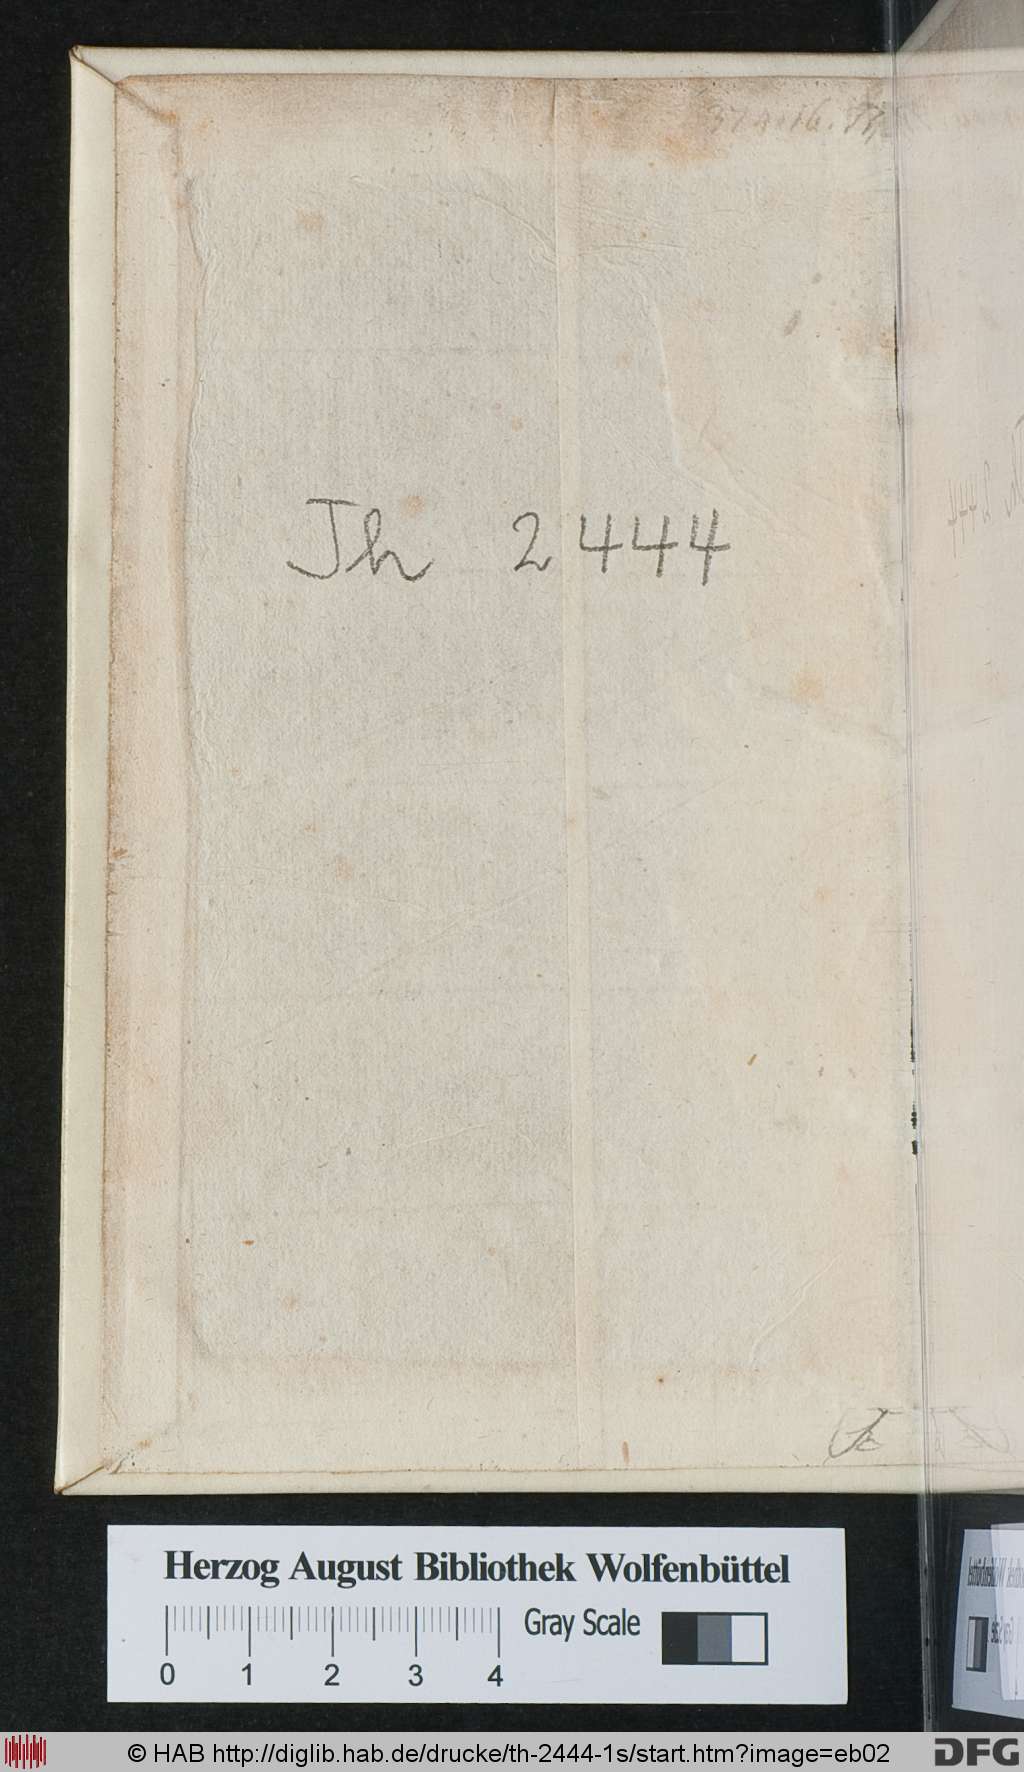 Th 2444
Herzog August Bibliothek Wolfenbüttel
0 1 2 3 4
Gray Scale
© HAB http://diglib.hab.de/drucke/th-2444-1s/start.htm?image=eb02
DFG